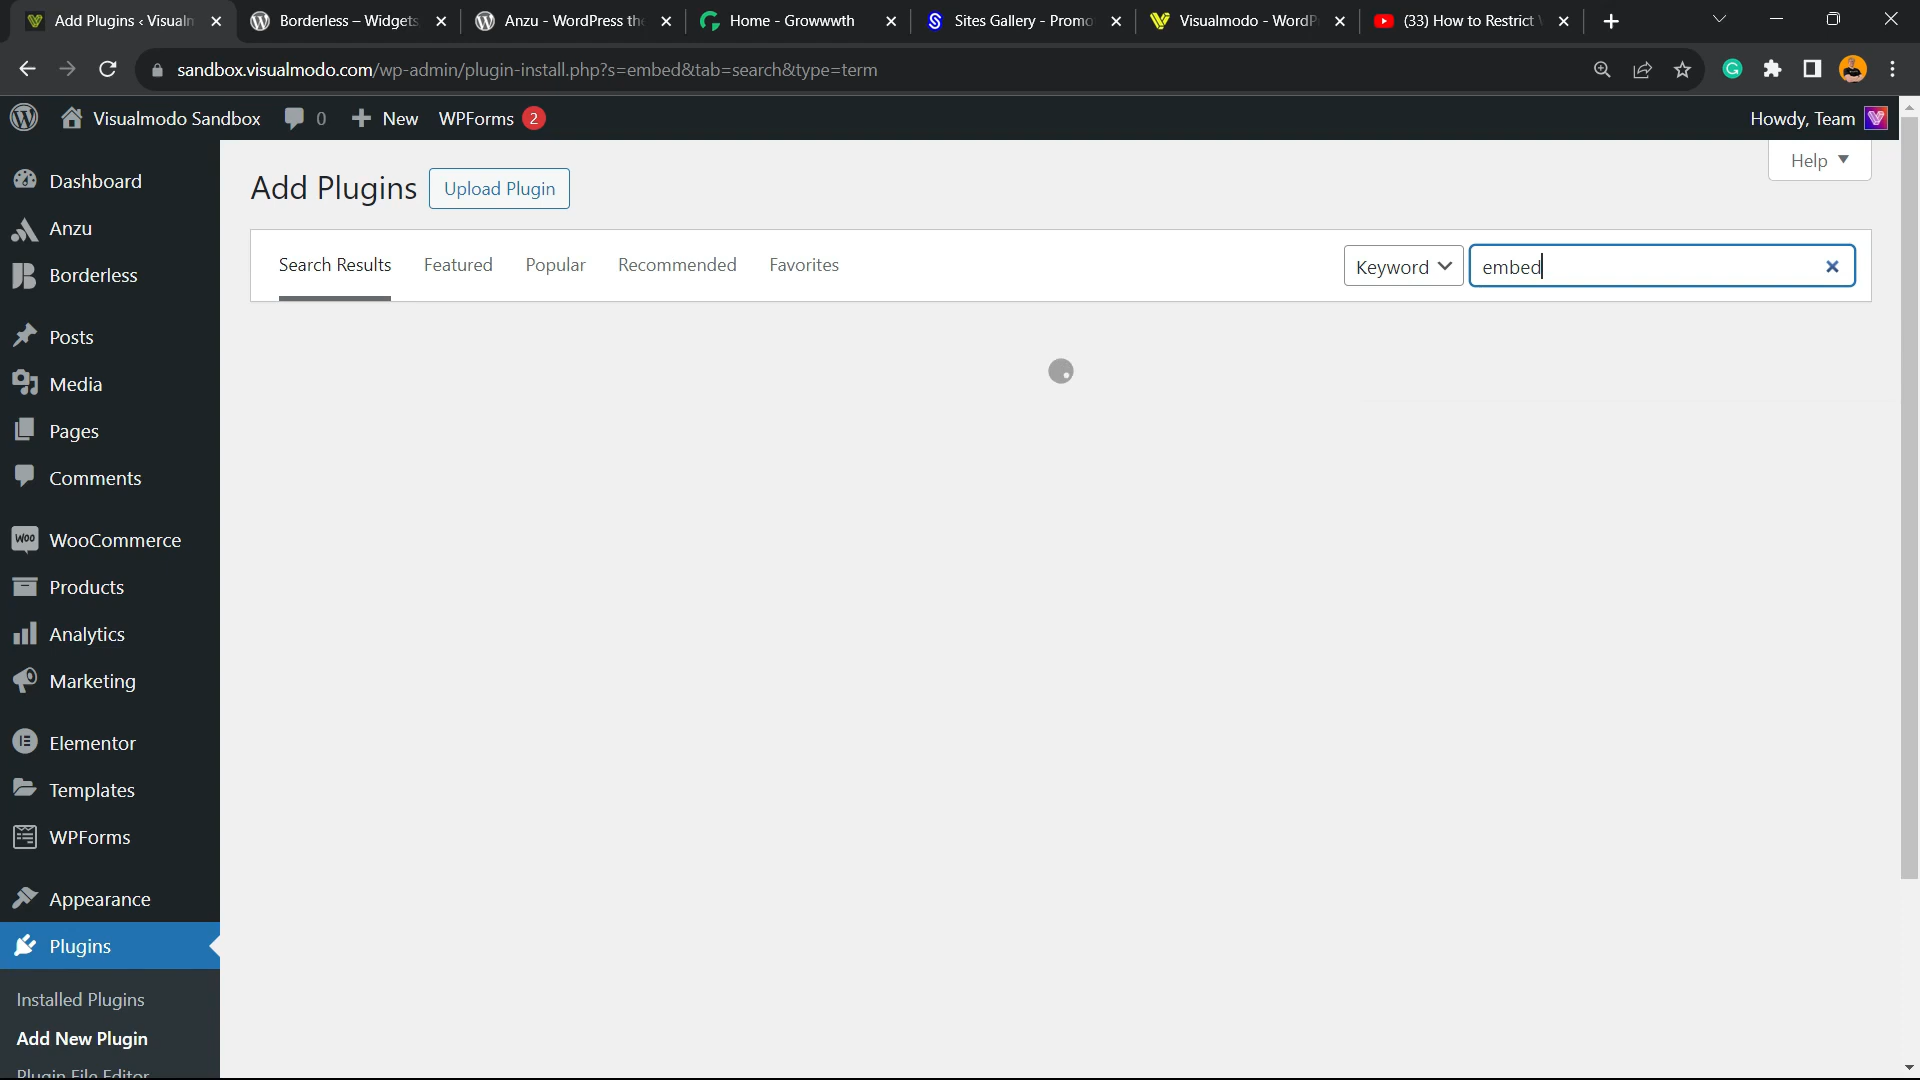 Add Plugins ‹ Visualn
Borderless – Widgets
Anzu - WordPress the
Home - Growwwth
Sites Gallery - Promo
Visualmodo - WordP
(33) How to Restrict
sandbox.visualmodo.com/wp-admin/plugin-install.php?s=embed&tab=search&type=term
Visualmodo Sandbox
0
New
WPForms 2
Howdy, Team
Help
Add Plugins
Upload Plugin
Search Results
Featured
Popular
Recommended
Favorites
Keyword
embed
Dashboard
Anzu
Borderless
Posts
Media
Pages
Comments
Woo
WooCommerce
Products
Analytics
Marketing
Elementor
Templates
WPForms
Appearance
Plugins
Installed Plugins
Add New Plugin
Plugin File Editor